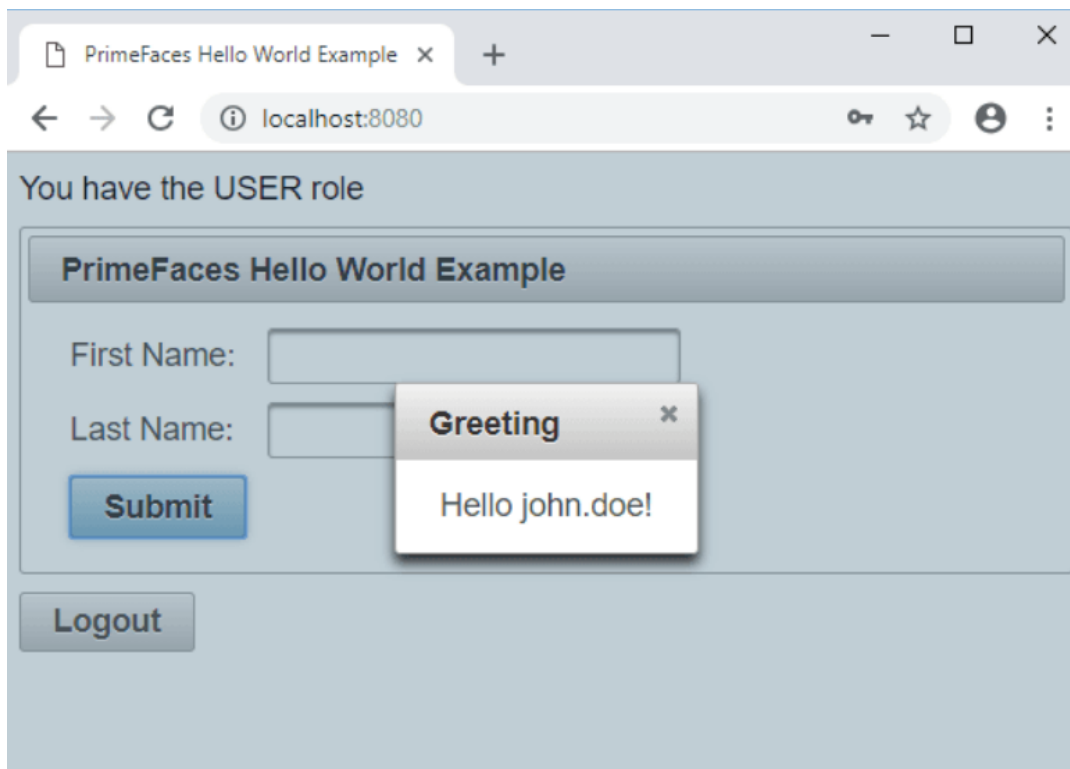 PrimeFaces Hello World Example
localhost:8080
You have the USER role
PrimeFaces Hello World Example
First Name:
Last Name:
Greeting
Hello john.doe!
Submit
Logout